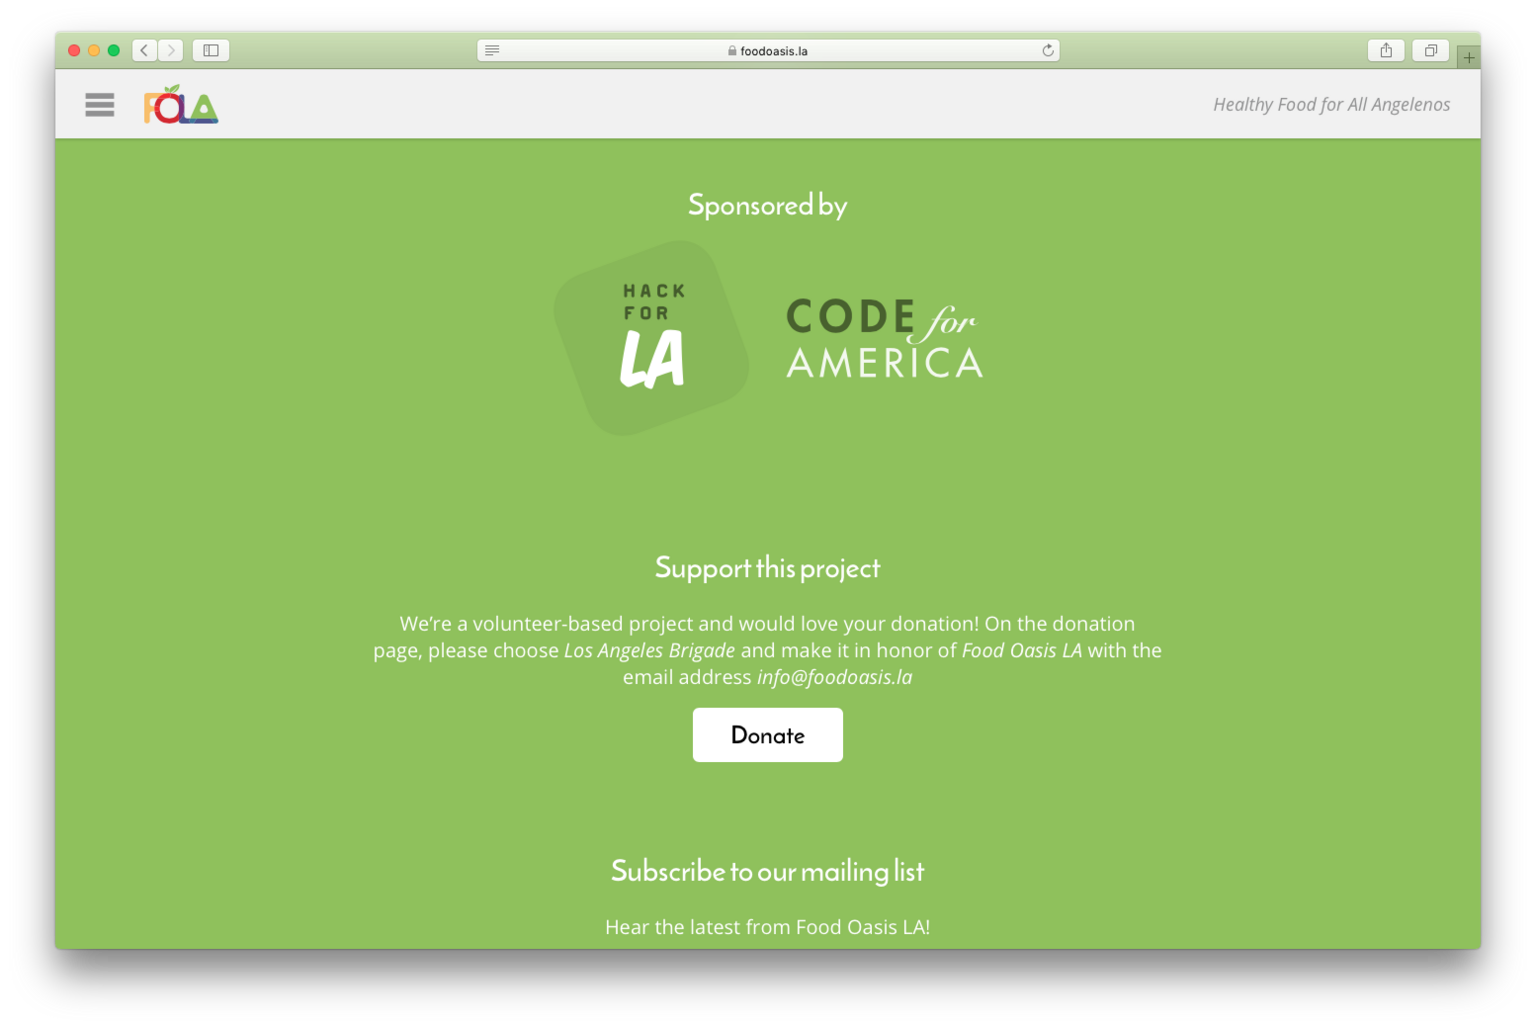 foodoasis.la
FOLA
Healthy Food for All Angelenos
Sponsored by
HACK
FOR
LA
CODE for
AMERICA
Support this project
We’re a volunteer-based project and would love your donation! On the donation
page, please choose Los Angeles Brigade and make it in honor of Food Oasis LA with the
email address info@foodoasis.la
Donate
Subscribe to our mailing list
Hear the latest from Food Oasis LA!